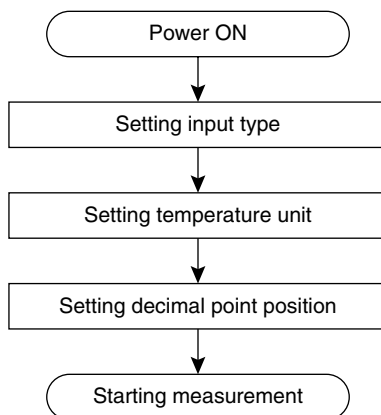 Power ON
Setting input type
Setting temperature unit
Setting decimal point position
Starting measurement